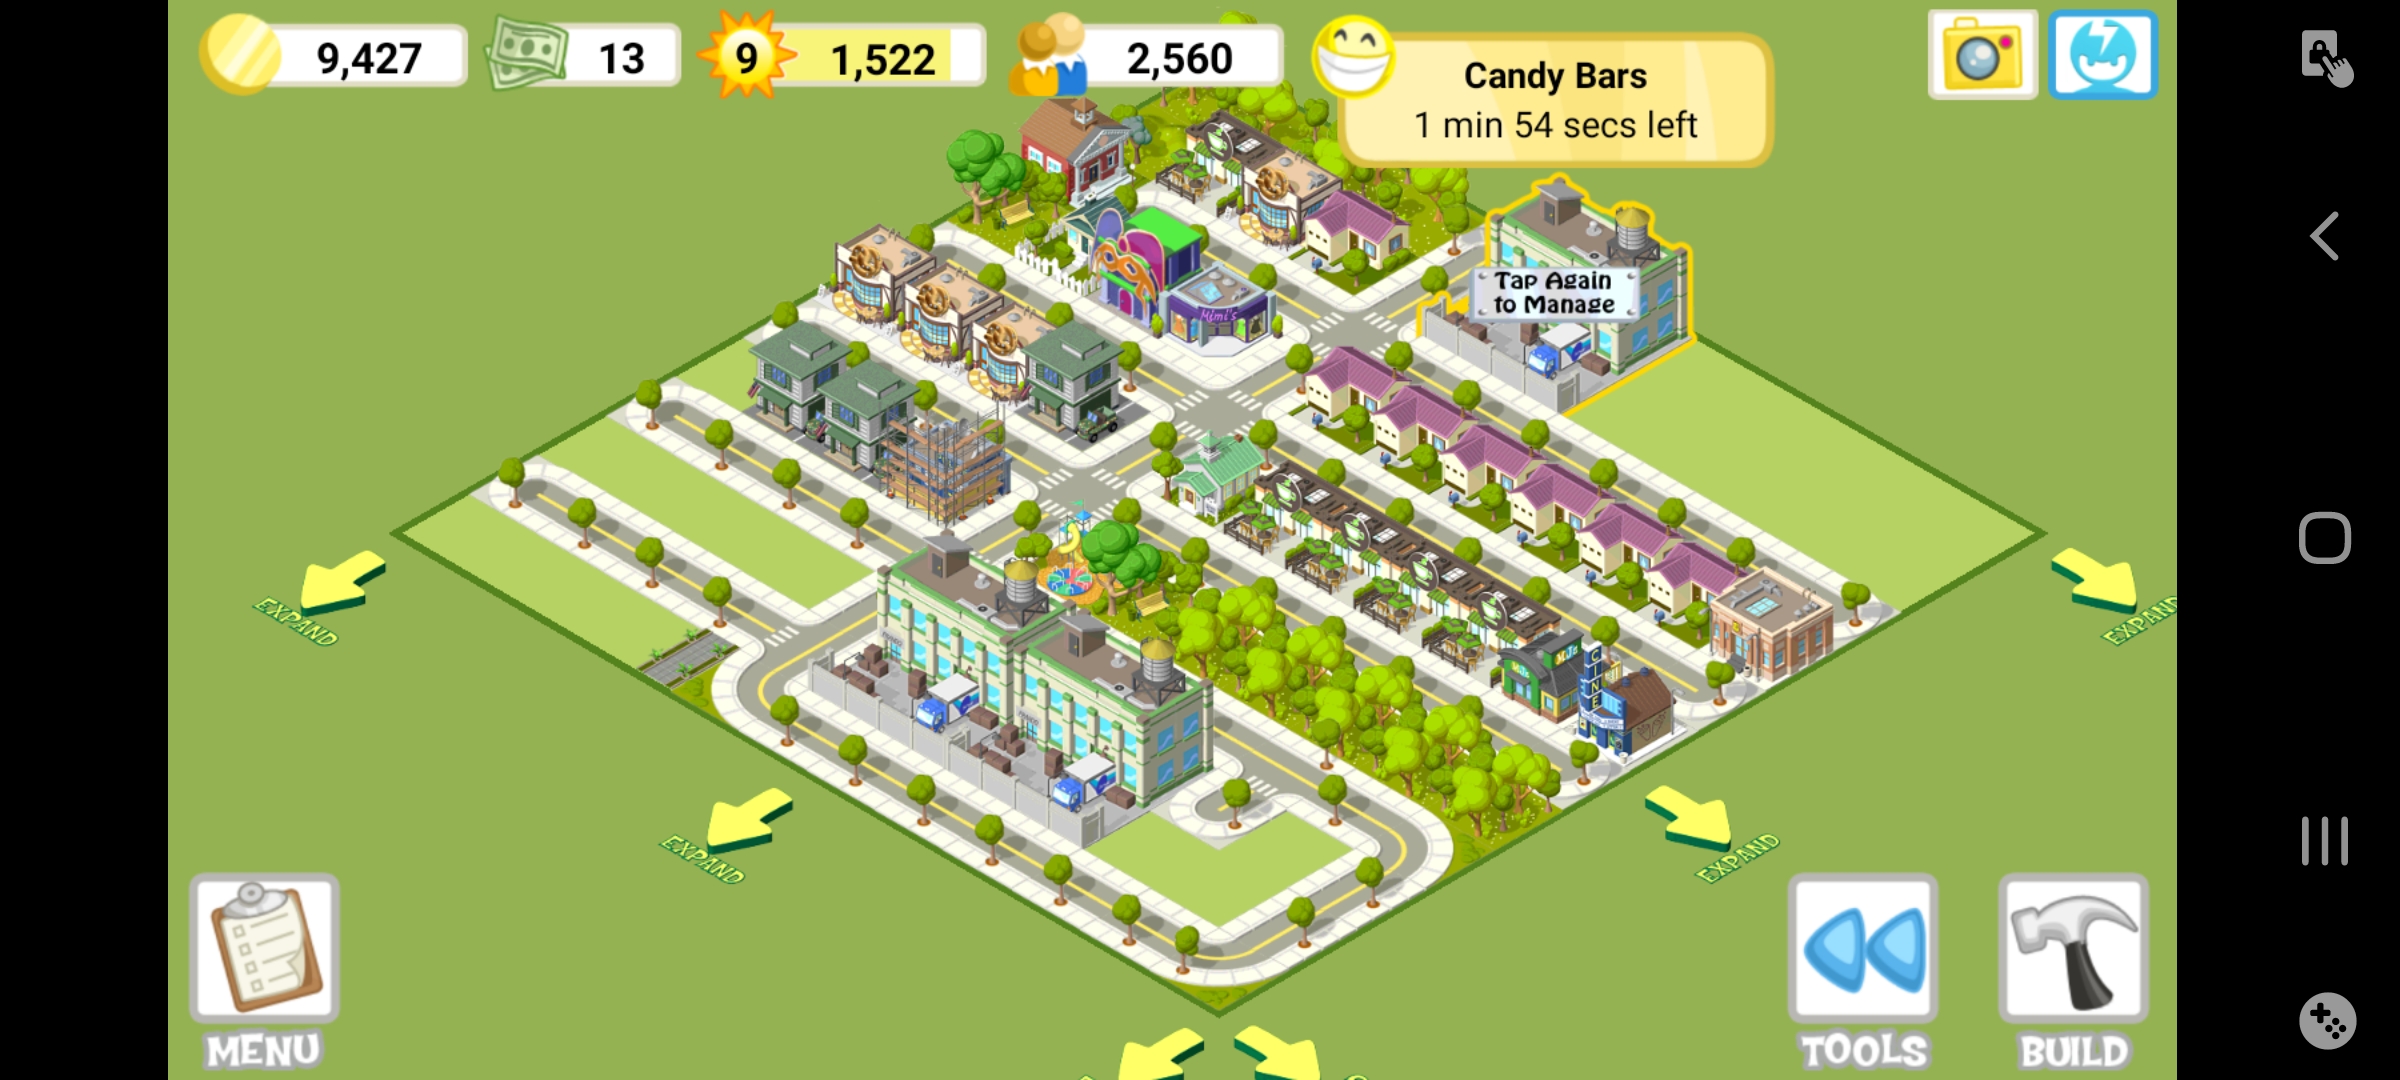 9,427
13
9
1,522
2,560
Candy Bars
1 min 54 secs left
Tap Again
to Manage
Mimi's
CINE
EXPAND
EXPAND
EXPAND
EXPAND
MENU
TOOLS
BUILD